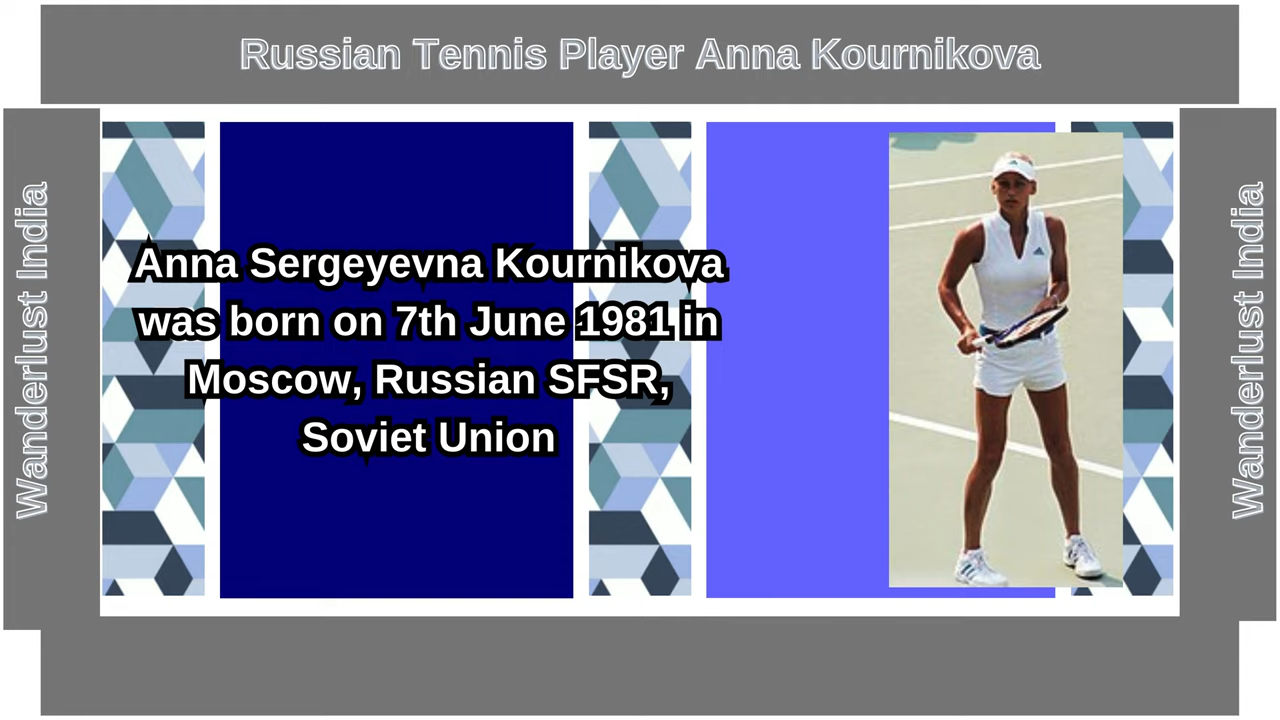 Russian Tennis Player Anna Kournikova
Wanderlust India
Anna Sergeyevna Kournikova
was born on 7th June 1981 in
Moscow, Russian SFSR,
Soviet Union
Wanderlust India